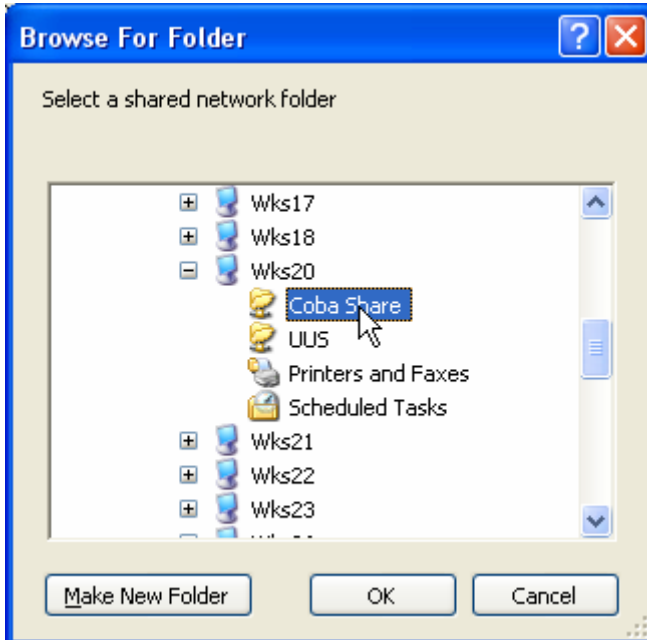 Browse For Folder
Select a shared network folder
Wks17
Wks18
Wks20
Coba Share
UUS
Printers and Faxes
Scheduled Tasks
Wks21
Wks22
Wks23
Make New Folder
OK
Cancel